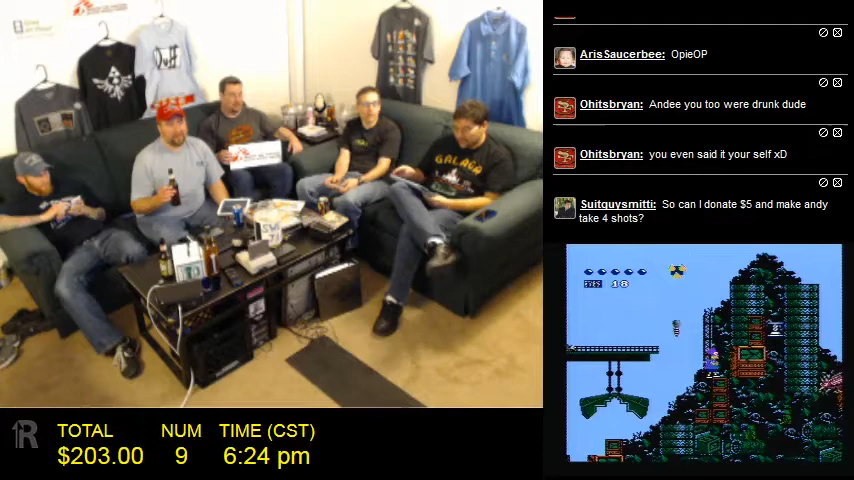 Duff
GALAGA
ArisSaucerbee: OpieOP
Ohitsbryan: Andee you too were drunk dude
Ohitsbryan: you even said it your self xD
Suitguysmitti: So can I donate $5 and make andy
take 4 shots?
EYES 18
R
TOTAL NUM TIME (CST)
$203.00 9 6:24 pm